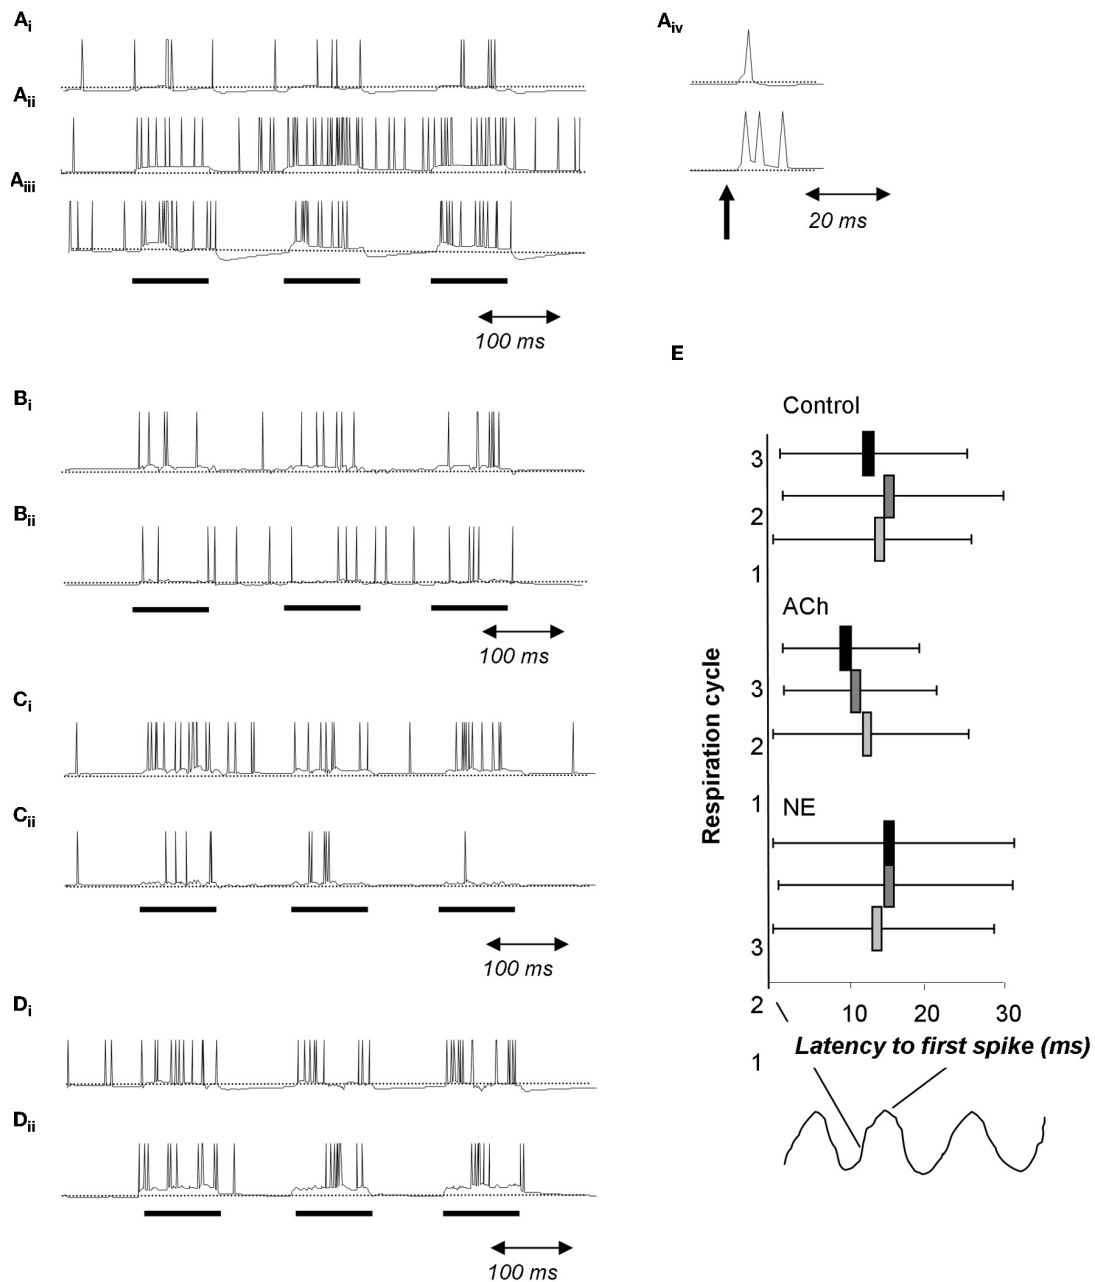 Ai
Aii
Aiii
100 ms
Aiv
20 ms
Bi
Bii
100 ms
Ci
Cii
100 ms
Di
Dii
100 ms
E
Control
3
2
1
ACh
3
2
1
NE
3
2
1
Respiration cycle
10 20 30
Latency to first spike (ms)